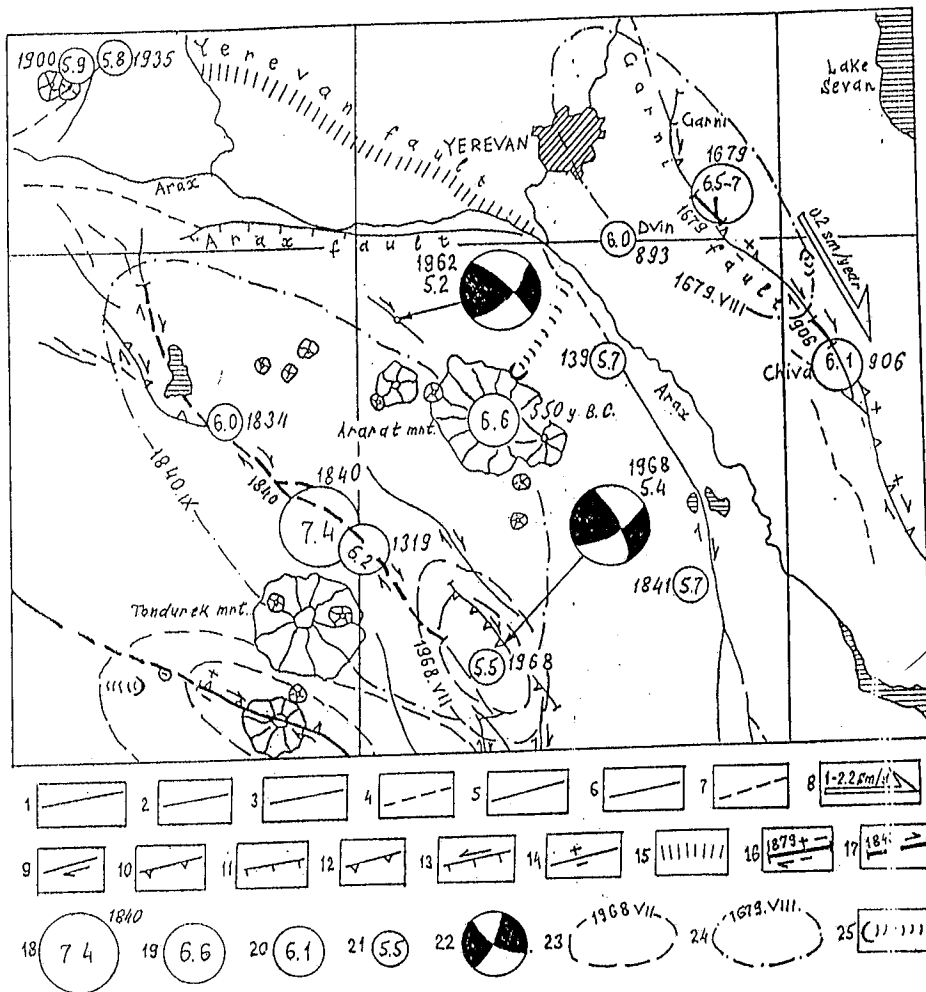 1900 5.9 5.8 1935
Yerevan fault
YEREVAN
Garni fault
Garni
Lake
Sevan
1679
6.5-7
1679
0.2 sm/year
Arax
Arax fault
Dvin
6.0
893
1679.VIII
1962
5.2
906
Chiva
6.1 906
139 5.7
Arax
6.6 550 y. B.C.
Ararat mnt.
6.0 1834
1840
1840
7.4
6.2 1319
1840.IX
1968
5.4
1841 5.7
Tondurek mnt.
1968.VII
5.5 1968
1 2 3 4 5 6 7 8 1-2.2 sm/y
9 10 11 12 13 14 15 16 1879 17 184
18 7.4 1840 19 6.6 20 6.1 21 5.5 22 23 1968 VII 24 1679.VIII 25